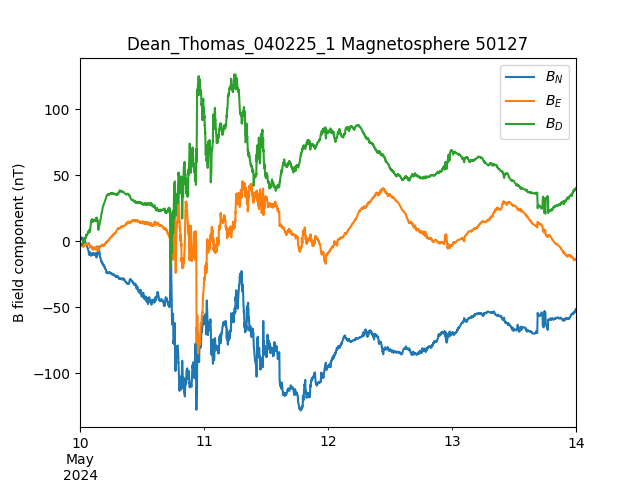 Dean_Thomas_040225_1 Magnetosphere 50127
B field component (nT)
100
50
0
−50
−100
B_N
B_E
B_D
10
May
2024
11
12
13
14